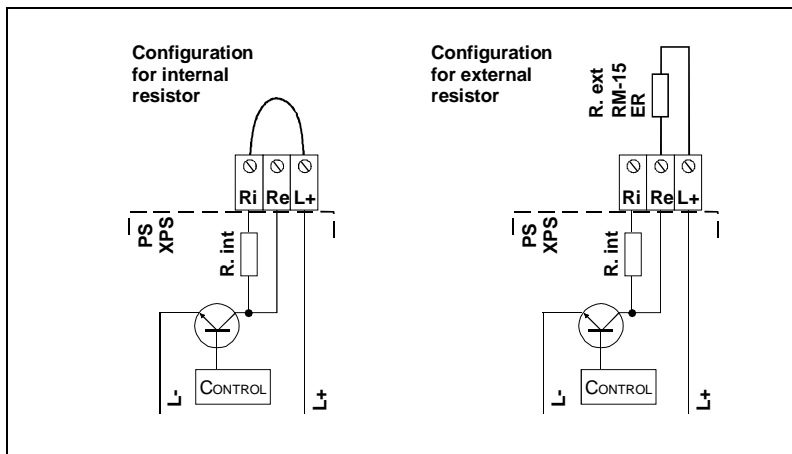 Configuration
for internal
resistor
Ri Re L+
PS
XPS
R. int
CONTROL
L-
L+
Configuration
for external
resistor
R. ext
RM-15
ER
Ri Re L+
PS
XPS
R. int
CONTROL
L-
L+